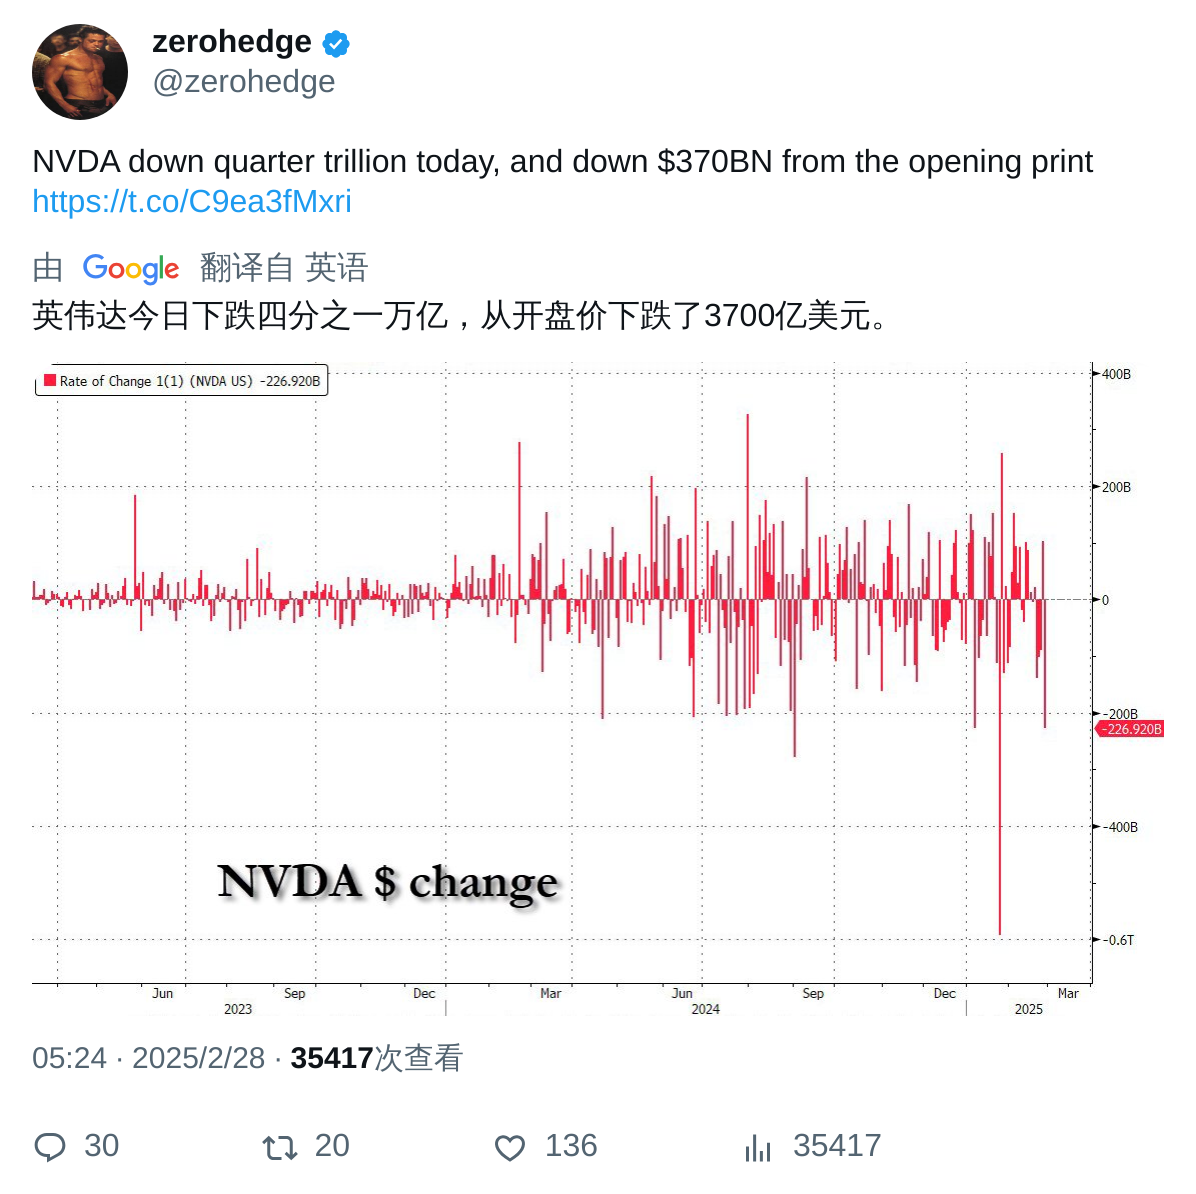 zerohedge
@zerohedge
NVDA down quarter trillion today, and down $370BN from the opening print
https://t.co/C9ea3fMxri
由 Google 翻译自 英语
英伟达今日下跌四分之一万亿，从开盘价下跌了3700亿美元。
Rate of Change 1(1) (NVDA US) -226.920B
400B
200B
0
-200B
-226.920B
-400B
-0.6T
NVDA $ change
Jun Sep Dec Mar Jun Sep Dec Mar
2023 2024 2025
05:24 · 2025/2/28 · 35417次查看
30 20 136 35417